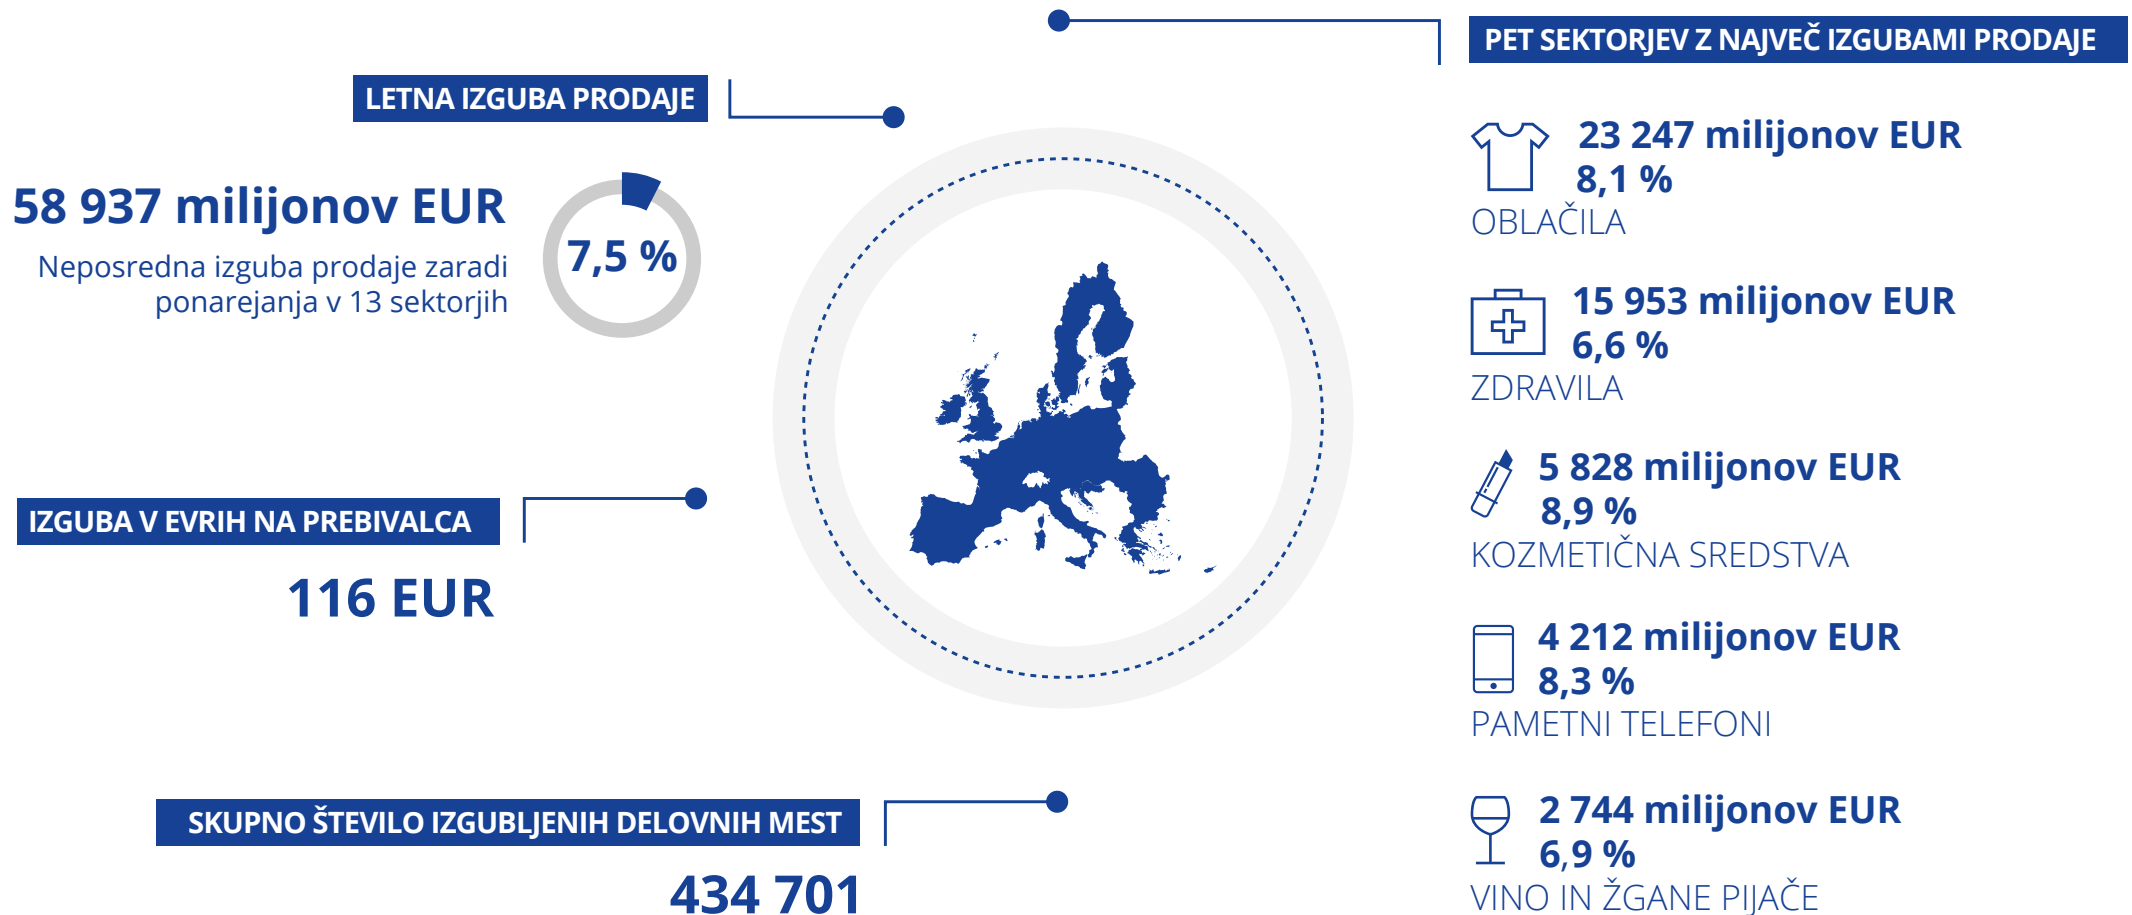 LETNA IZGUBA PRODAJE
58 937 milijonov EUR
Neposredna izguba prodaje zaradi
ponarejanja v 13 sektorjih
7,5 %
IZGUBA V EVRIH NA PREBIVALCA
116 EUR
SKUPNO ŠTEVILO IZGUBLJENIH DELOVNIH MEST
434 701
PET SEKTORJEV Z NAJVEČ IZGUBAMI PRODAJE
23 247 milijonov EUR
8,1 %
OBLAČILA
15 953 milijonov EUR
6,6 %
ZDRAVILA
5 828 milijonov EUR
8,9 %
KOZMETIČNA SREDSTVA
4 212 milijonov EUR
8,3 %
PAMETNI TELEFONI
2 744 milijonov EUR
6,9 %
VINO IN ŽGANE PIJAČE